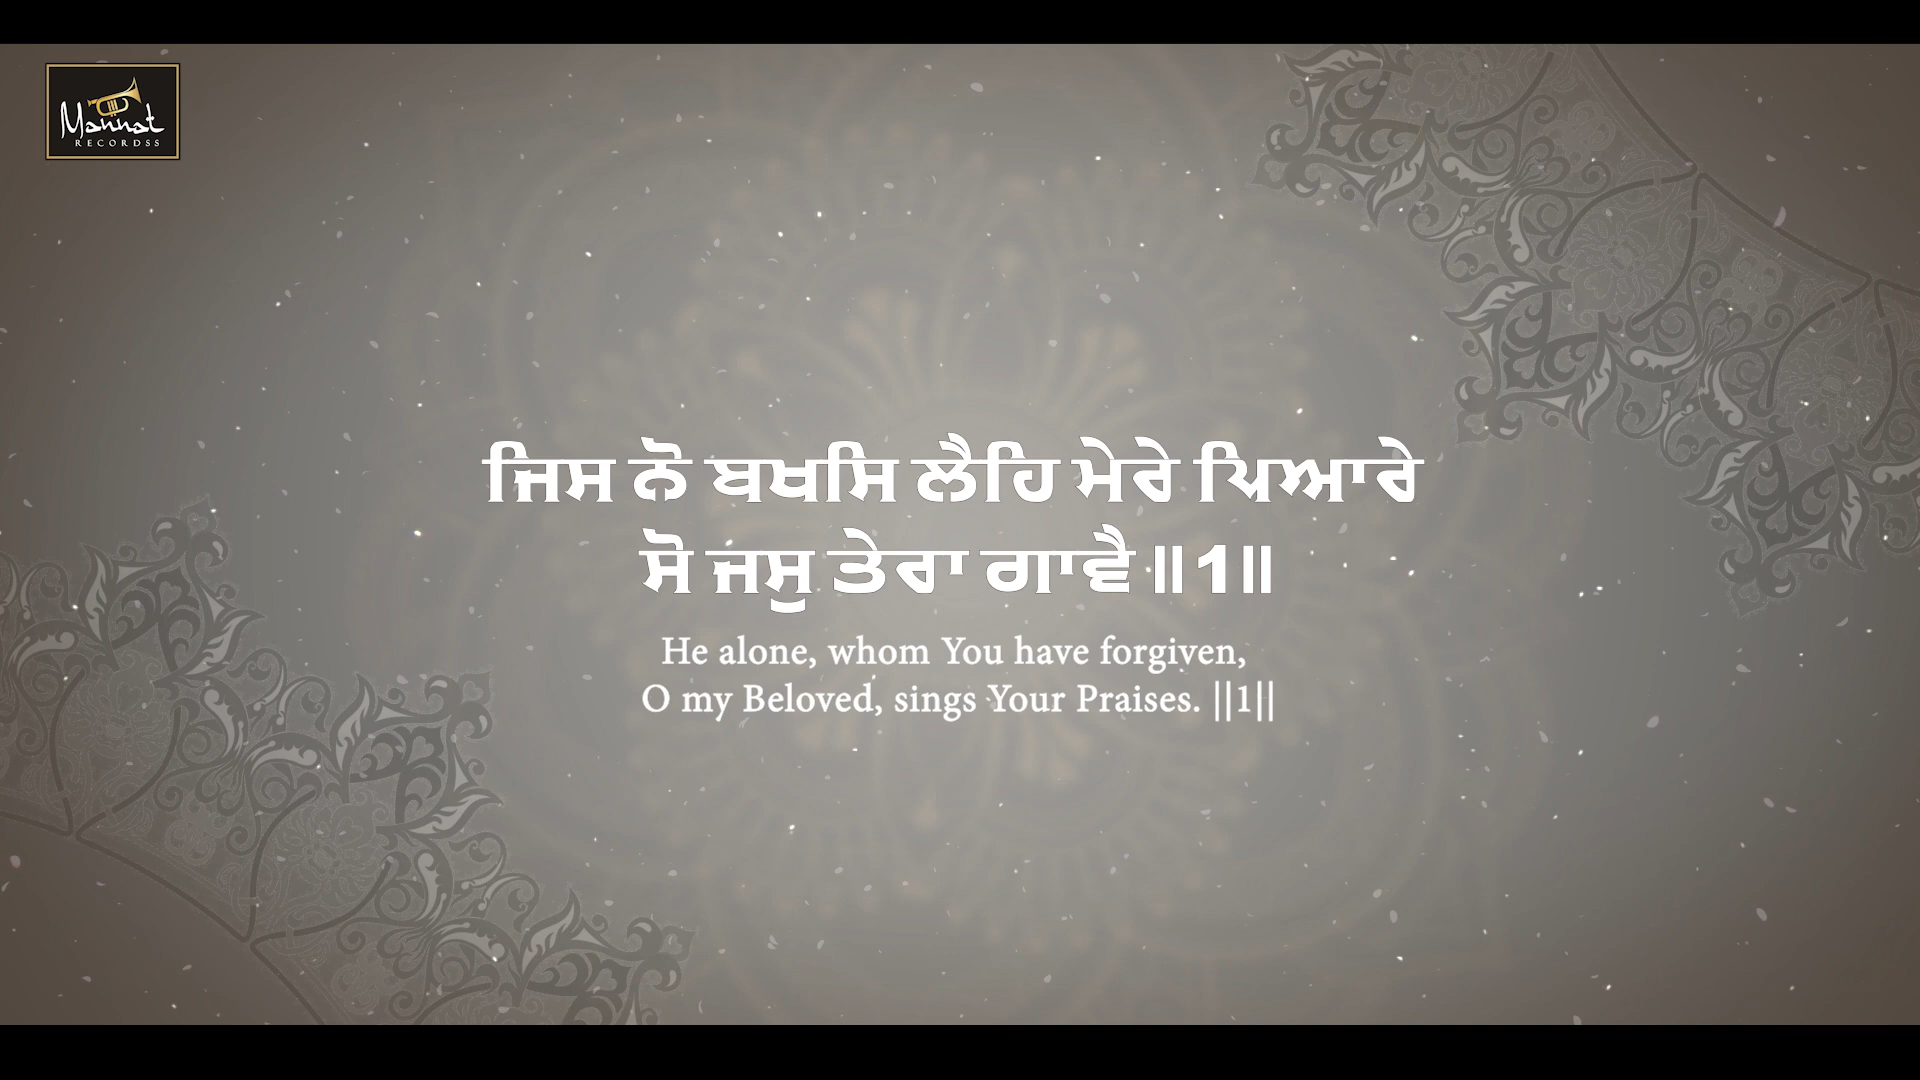 Mannat
RECORDSS
ਜਿਸ ਨੋ ਬਖਸਿ ਲੈਹਿ ਮੇਰੇ ਪਿਆਰੇ
ਸੋ ਜਸੁ ਤੇਰਾ ਗਾਵੈ ॥1॥
He alone, whom You have forgiven,
O my Beloved, sings Your Praises. ||1||